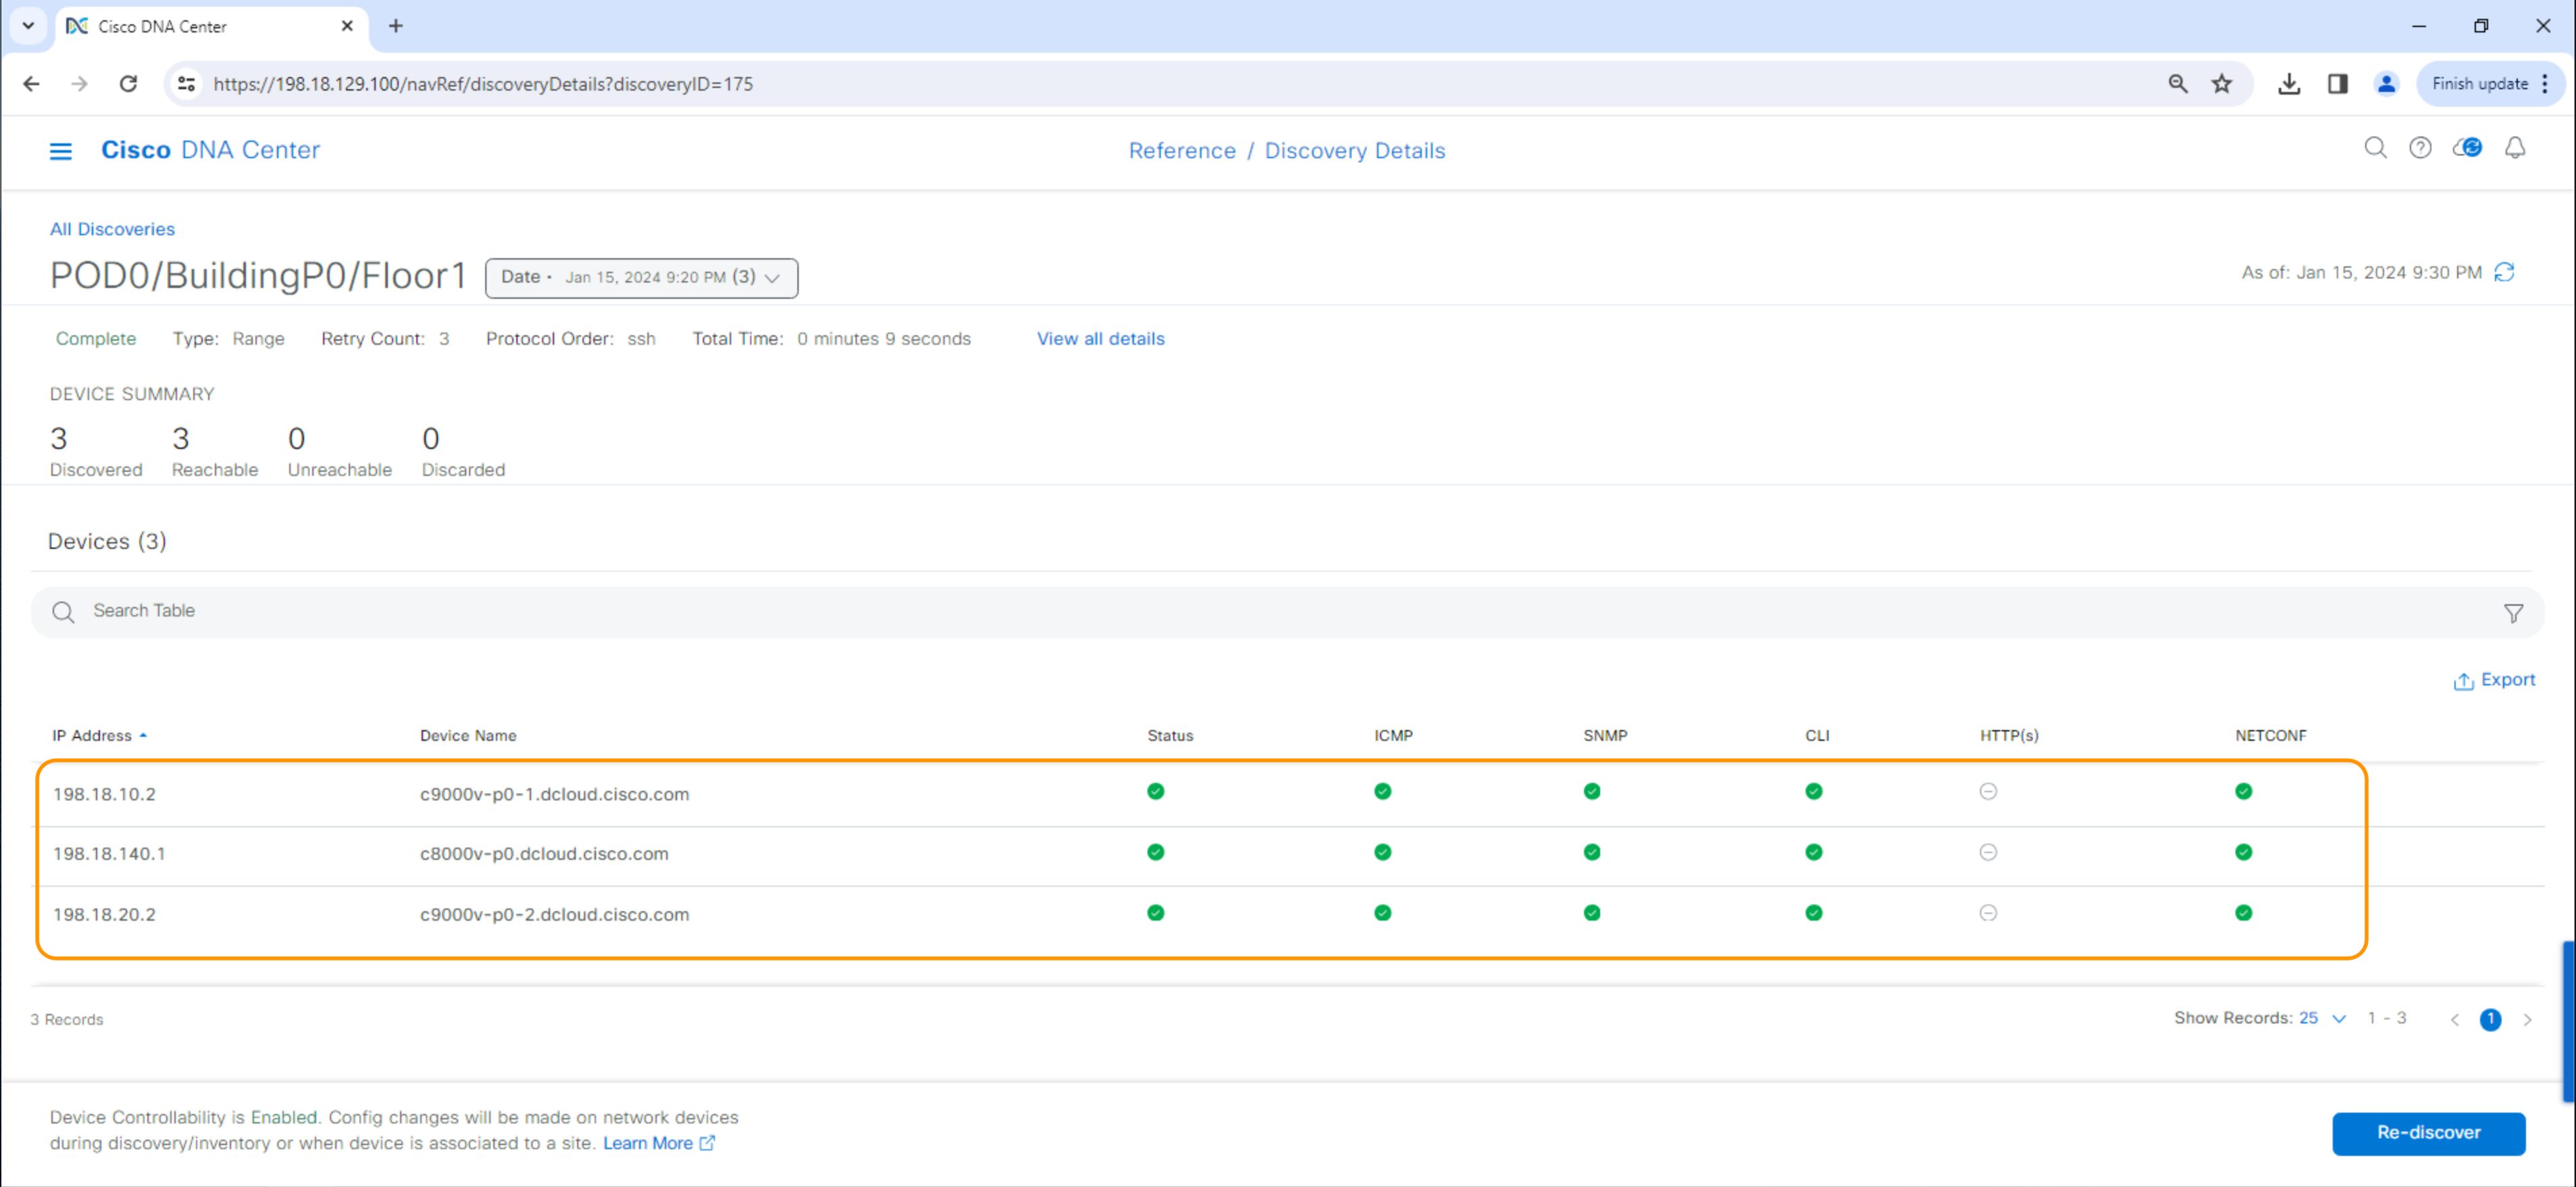 Cisco DNA Center
https://198.18.129.100/navRef/discoveryDetails?discoveryID=175
Finish update
Cisco DNA Center
Reference / Discovery Details
All Discoveries
POD0/BuildingP0/Floor1
Date • Jan 15, 2024 9:20 PM (3)
As of: Jan 15, 2024 9:30 PM
Complete Type: Range Retry Count: 3 Protocol Order: ssh Total Time: 0 minutes 9 seconds View all details
DEVICE SUMMARY
3 3 0 0
Discovered Reachable Unreachable Discarded
Devices (3)
Search Table
Export
IP Address Device Name Status ICMP SNMP CLI HTTP(s) NETCONF
198.18.10.2 c9000v-p0-1.dcloud.cisco.com
198.18.140.1 c8000v-p0.dcloud.cisco.com
198.18.20.2 c9000v-p0-2.dcloud.cisco.com
3 Records
Show Records: 25 1 - 3 1
Device Controllability is Enabled. Config changes will be made on network devices
during discovery/inventory or when device is associated to a site. Learn More
Re-discover